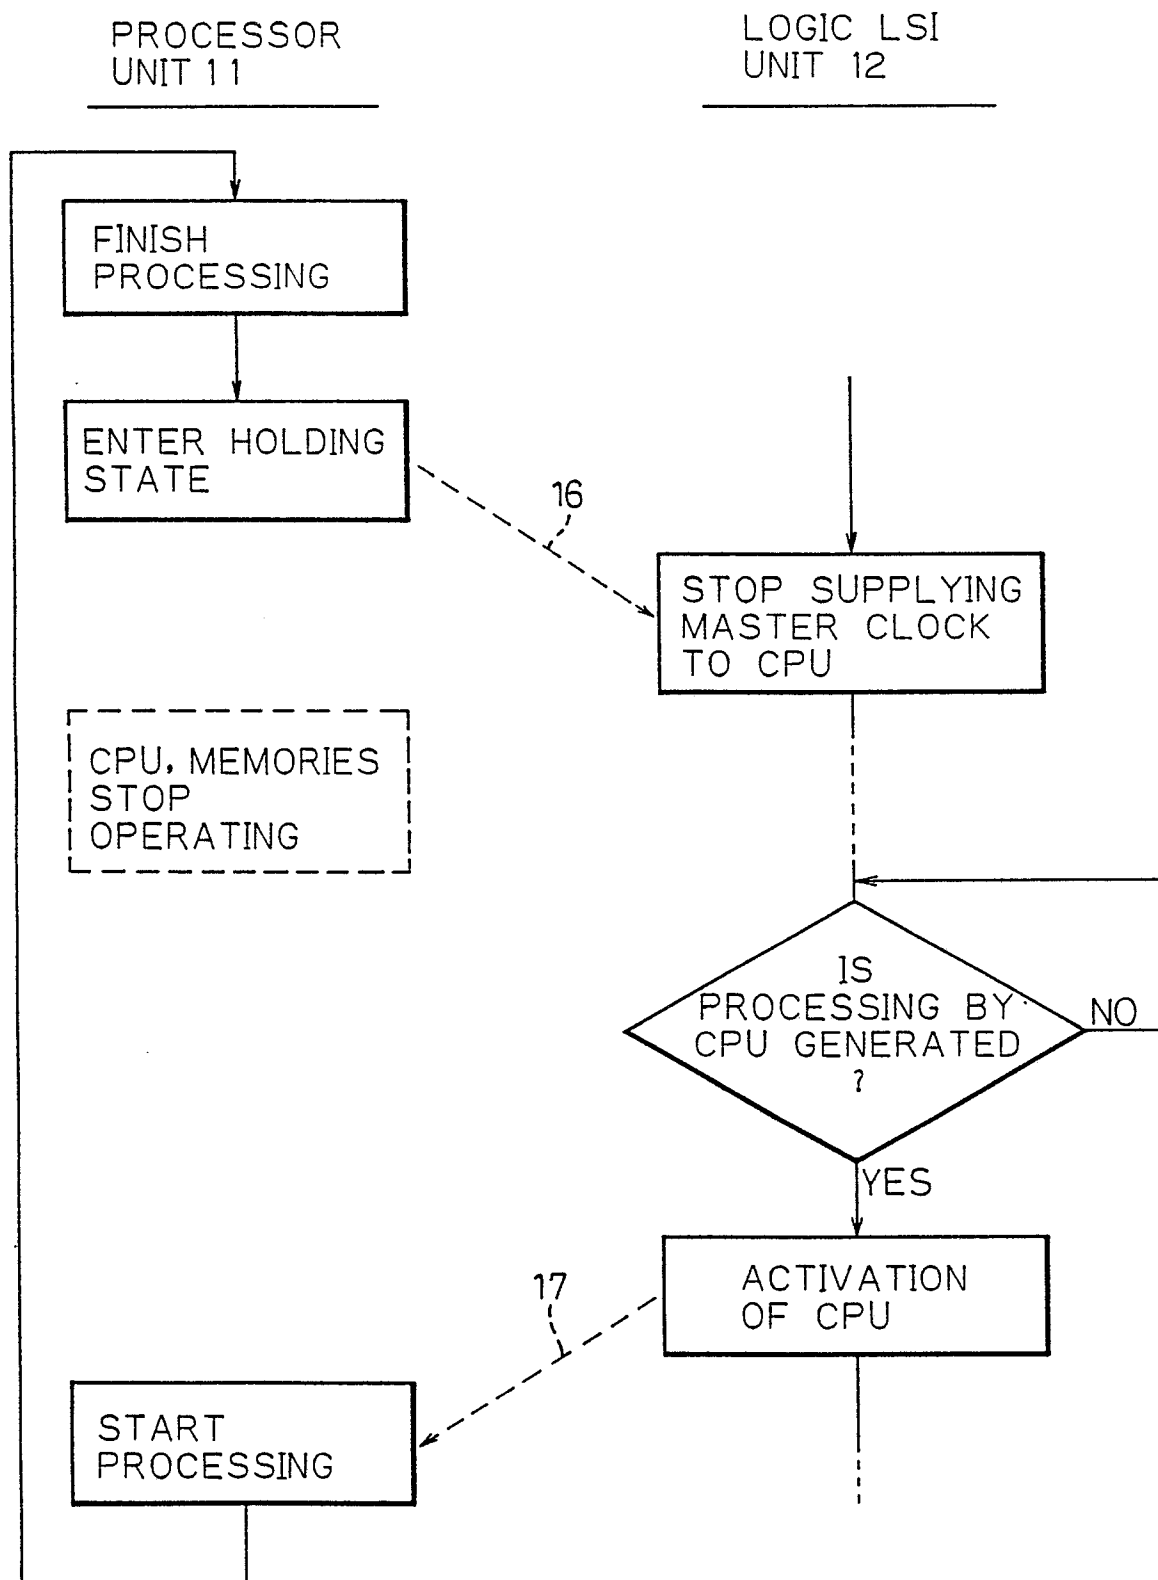 PROCESSOR
UNIT 11
LOGIC LSI
UNIT 12
FINISH
PROCESSING
ENTER HOLDING
STATE
16
STOP SUPPLYING
MASTER CLOCK
TO CPU
CPU, MEMORIES
STOP
OPERATING
IS
PROCESSING BY
CPU GENERATED
?
NO
YES
ACTIVATION
OF CPU
17
START
PROCESSING